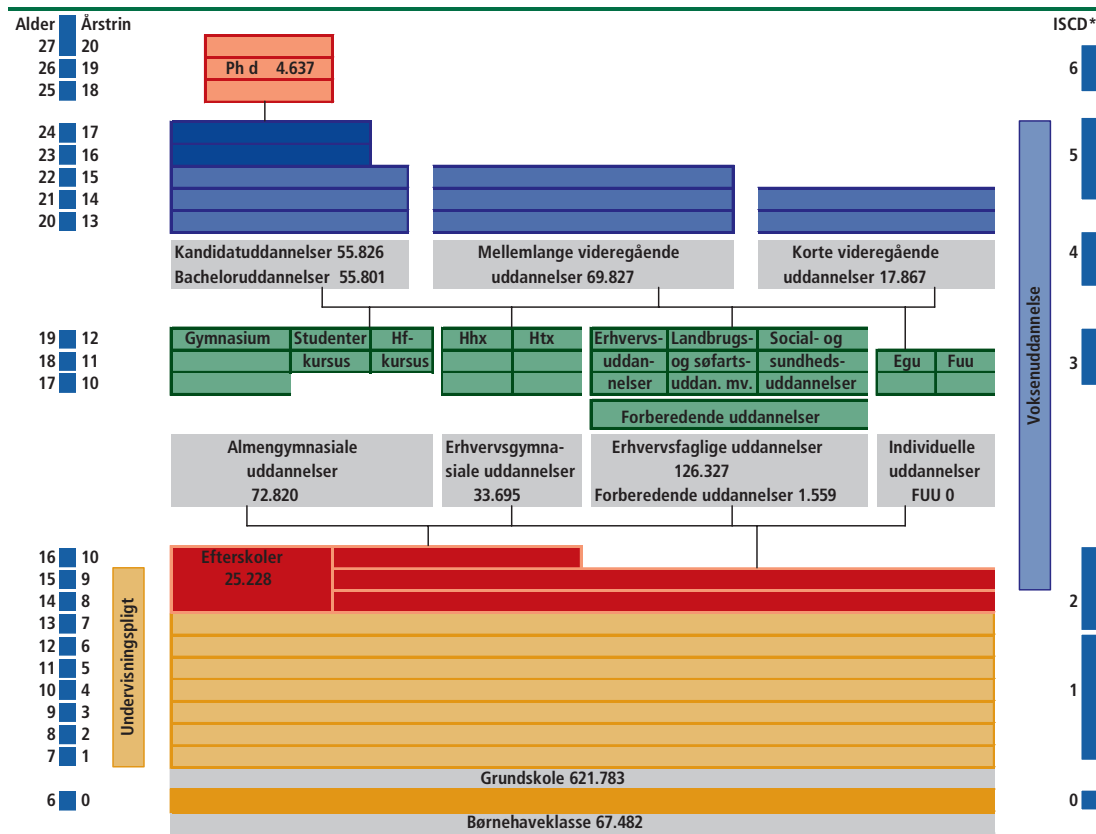 Alder Årstrin ISCD*
27 20
26 19 Ph d 4.637 6
25 18
24 17
23 16 5
22 15
21 14
20 13
Kandidatuddannelser 55.826 Mellemlange videregående Korte videregående 4
Bacheloruddannelser 55.801 uddannelser 69.827 uddannelser 17.867
Voksenuddannelse
19 12 Gymnasium Studenter Hf- Hhx Htx Erhvervs- Landbrugs- Social- og
18 11 kursus kursus uddan- og søfarts- sundheds- Egu Fuu 3
17 10 nelser uddan. mv. uddannelser
Forberedende uddannelser
Almengymnasiale Erhvervsgymna- Erhvervsfaglige uddannelser Individuelle
uddannelser siale uddannelser 126.327 uddannelser
72.820 33.695 Forberedende uddannelser 1.559 FUU 0
16 10 Efterskoler
15 9 25.228
14 8 2
13 7
12 6
11 5
10 4 1
9 3
8 2
7 1
Undervisningspligt
Grundskole 621.783
6 0 0
Børnehaveklasse 67.482